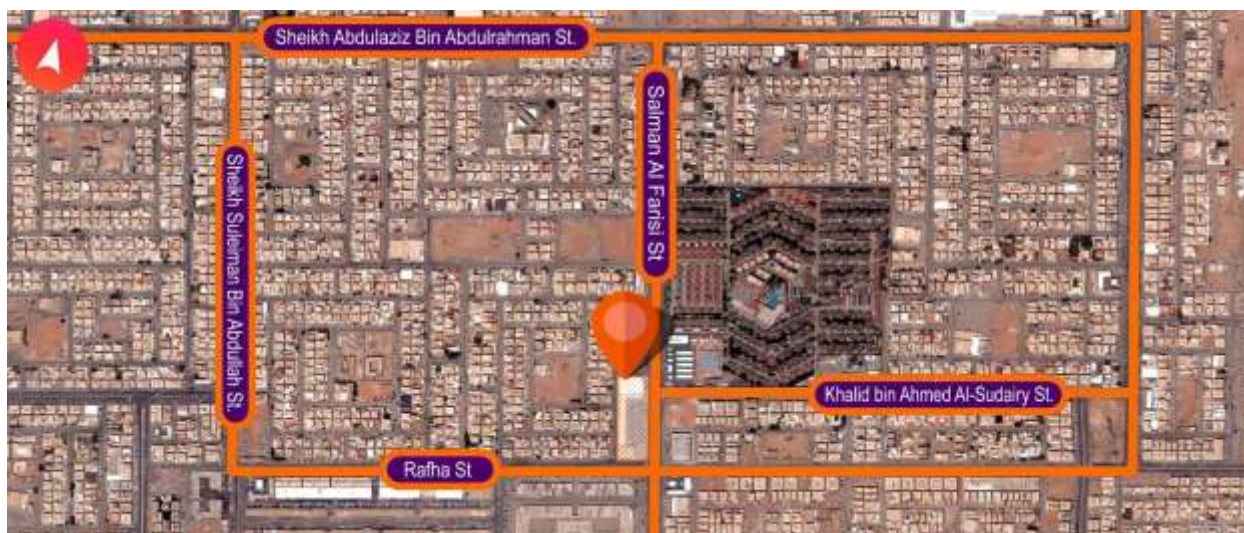 Sheikh Abdulaziz Bin Abdulrahman St.
Salman Al Farisi St
Sheikh Suleiman Bin Abdullah St.
Khalid bin Ahmed Al-Sudairy St.
Rafha St